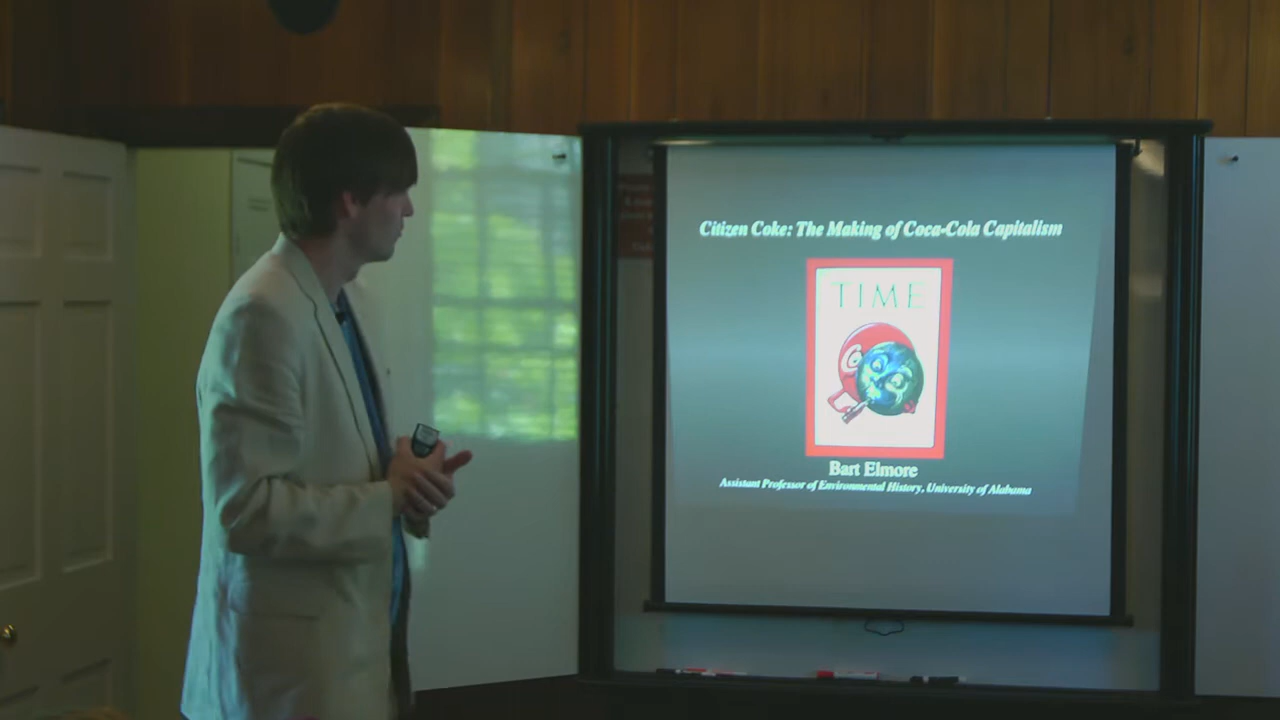 Citizen Coke: The Making of Coca-Cola Capitalism
TIME
Bart Elmore
Assistant Professor of Environmental History, University of Alabama